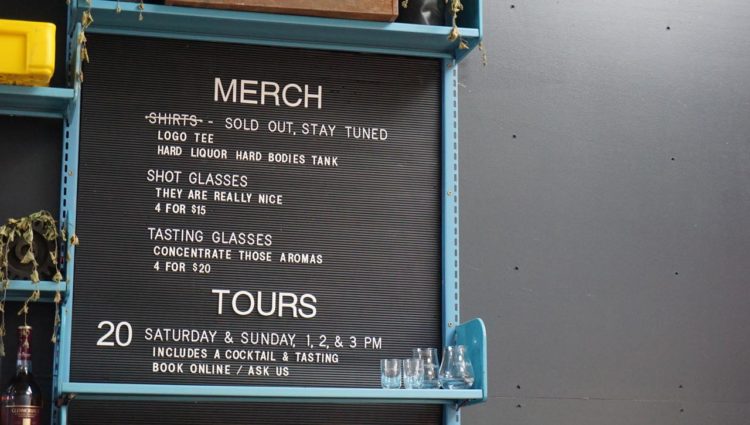 MERCH
SHIRTS - SOLD OUT, STAY TUNED
LOGO TEE
HARD LIQUOR HARD BODIES TANK
SHOT GLASSES
THEY ARE REALLY NICE
4 FOR $15
TASTING GLASSES
CONCENTRATE THOSE AROMAS
4 FOR $20
TOURS
20 SATURDAY & SUNDAY, 1, 2, & 3 PM
INCLUDES A COCKTAIL & TASTING
BOOK ONLINE / ASK US